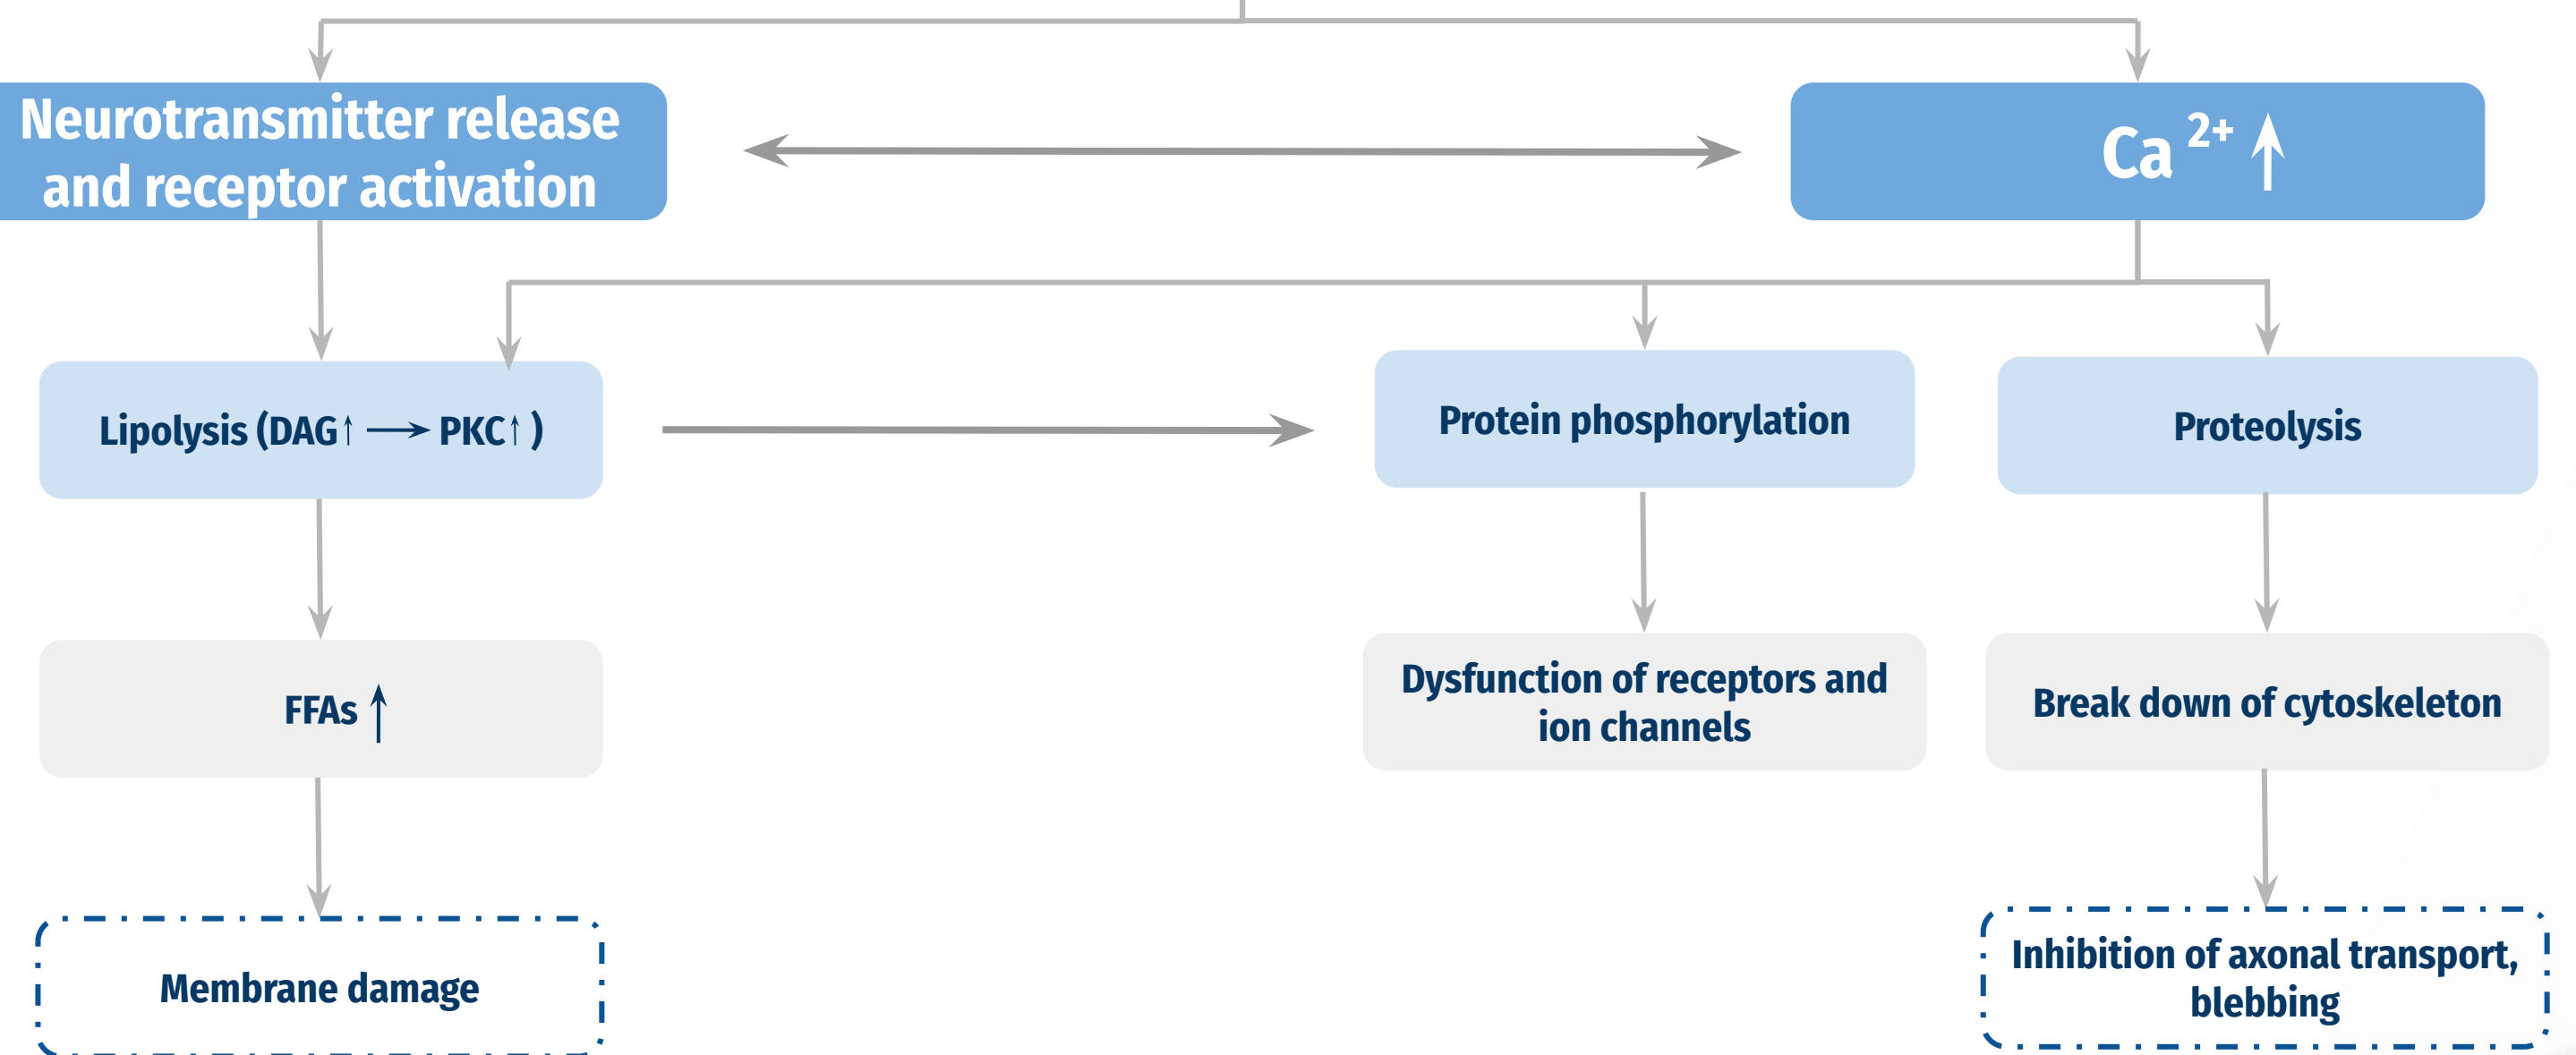 Neurotransmitter release
and receptor activation
Ca 2+ ↑
Lipolysis (DAG↑ → PKC↑ )
Protein phosphorylation
Proteolysis
FFAs ↑
Dysfunction of receptors and
ion channels
Break down of cytoskeleton
Membrane damage
Inhibition of axonal transport,
blebbing